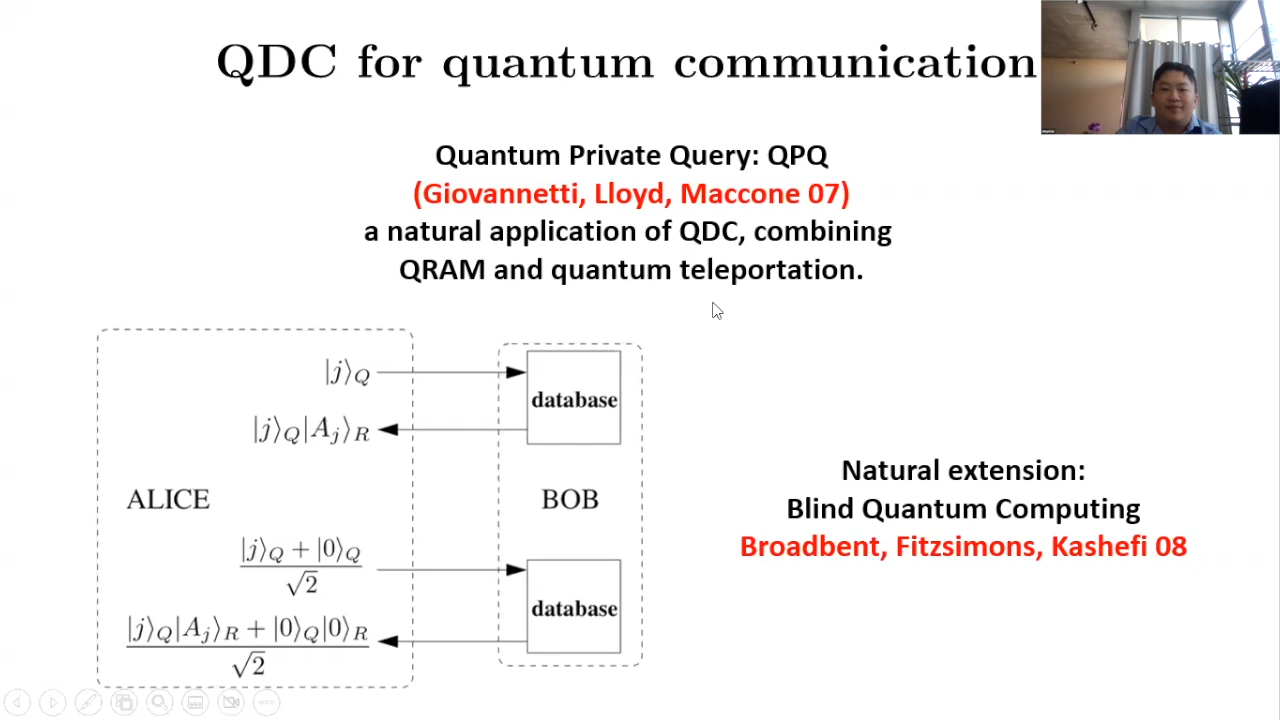 QDC for quantum communication
Quantum Private Query: QPQ
(Giovannetti, Lloyd, Maccone 07)
a natural application of QDC, combining
QRAM and quantum teleportation.
|j⟩_Q
database
|j⟩_Q|A_j⟩_R
ALICE
BOB
(|j⟩_Q + |0⟩_Q)/√2
database
(|j⟩_Q|A_j⟩_R + |0⟩_Q|0⟩_R)/√2
Natural extension:
Blind Quantum Computing
Broadbent, Fitzsimons, Kashefi 08